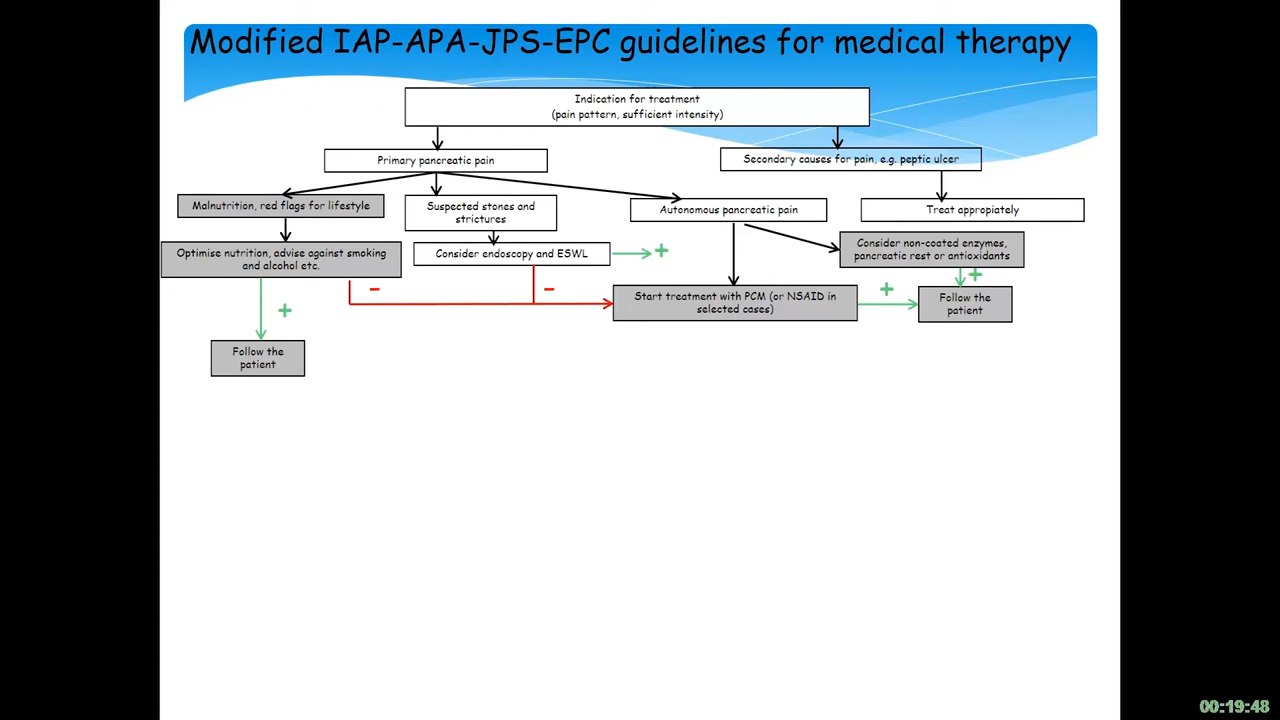 Modified IAP-APA-JPS-EPC guidelines for medical therapy
Indication for treatment
(pain pattern, sufficient intensity)
Primary pancreatic pain
Secondary causes for pain, e.g. peptic ulcer
Malnutrition, red flags for lifestyle
Suspected stones and
strictures
Autonomous pancreatic pain
Treat appropiately
Optimise nutrition, advise against smoking
and alcohol etc.
Consider endoscopy and ESWL
+
Consider non-coated enzymes,
pancreatic rest or antioxidants
+
-
-
Start treatment with PCM (or NSAID in
selected cases)
+
Follow the
patient
+
Follow the
patient
00:19:48